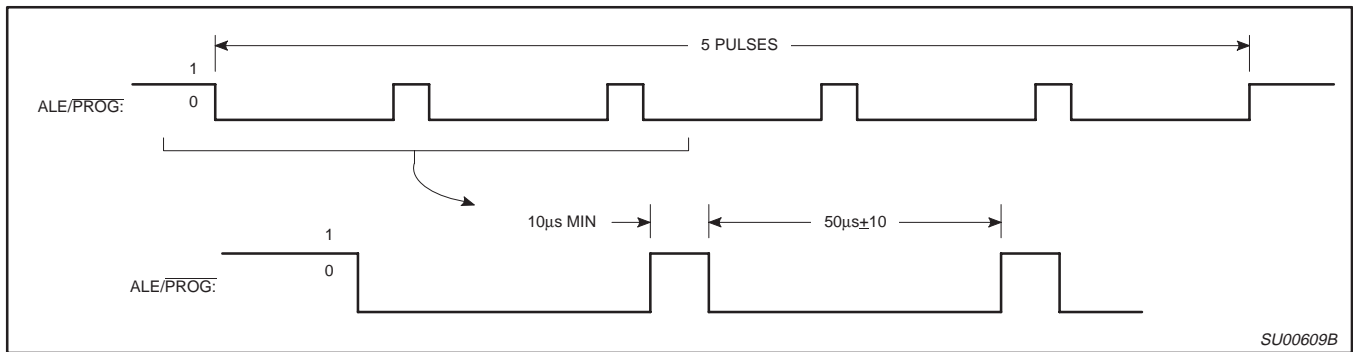 5 PULSES
1
ALE/PROG:
0
10µs MIN
50µs±10
1
ALE/PROG:
0
SU00609B